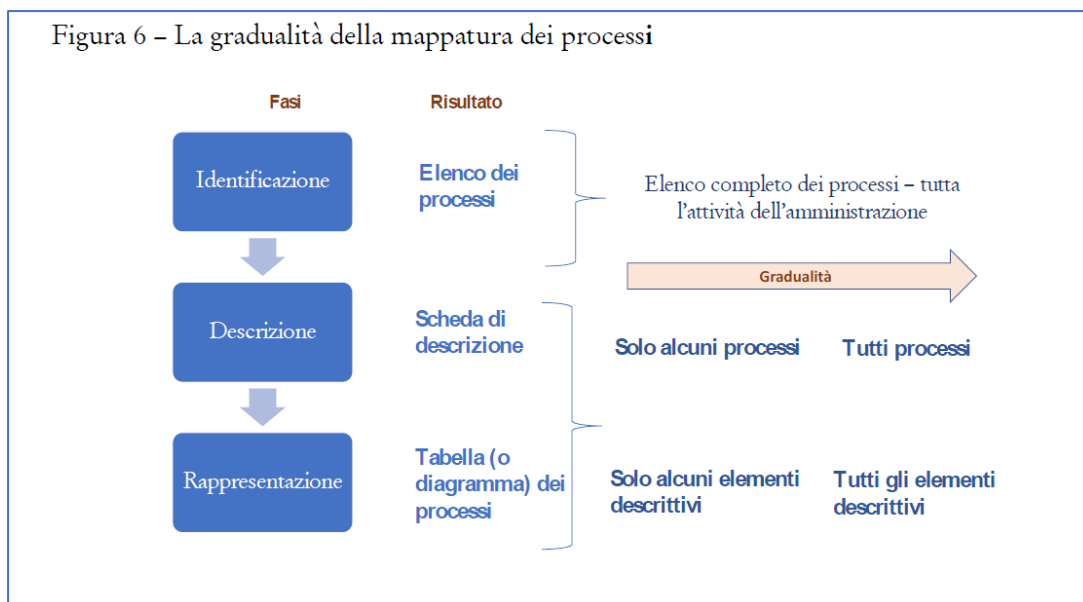 Figura 6 – La gradualità della mappatura dei processi
Fasi
Risultato
Identificazione
Elenco dei
processi
Elenco completo dei processi – tutta
l'attività dell'amministrazione
Gradualità
Descrizione
Scheda di
descrizione
Solo alcuni processi
Tutti processi
Rappresentazione
Tabella (o
diagramma) dei
processi
Solo alcuni elementi
descrittivi
Tutti gli elementi
descrittivi